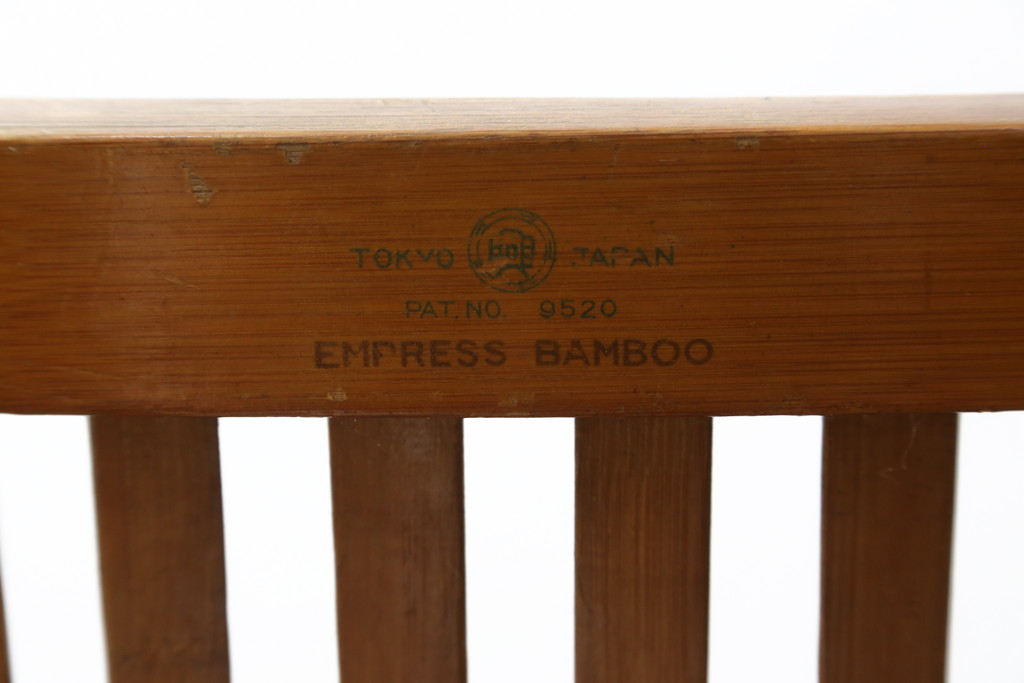 TOKYO JAPAN
PAT. NO. 9520
EMPRESS BAMBOO